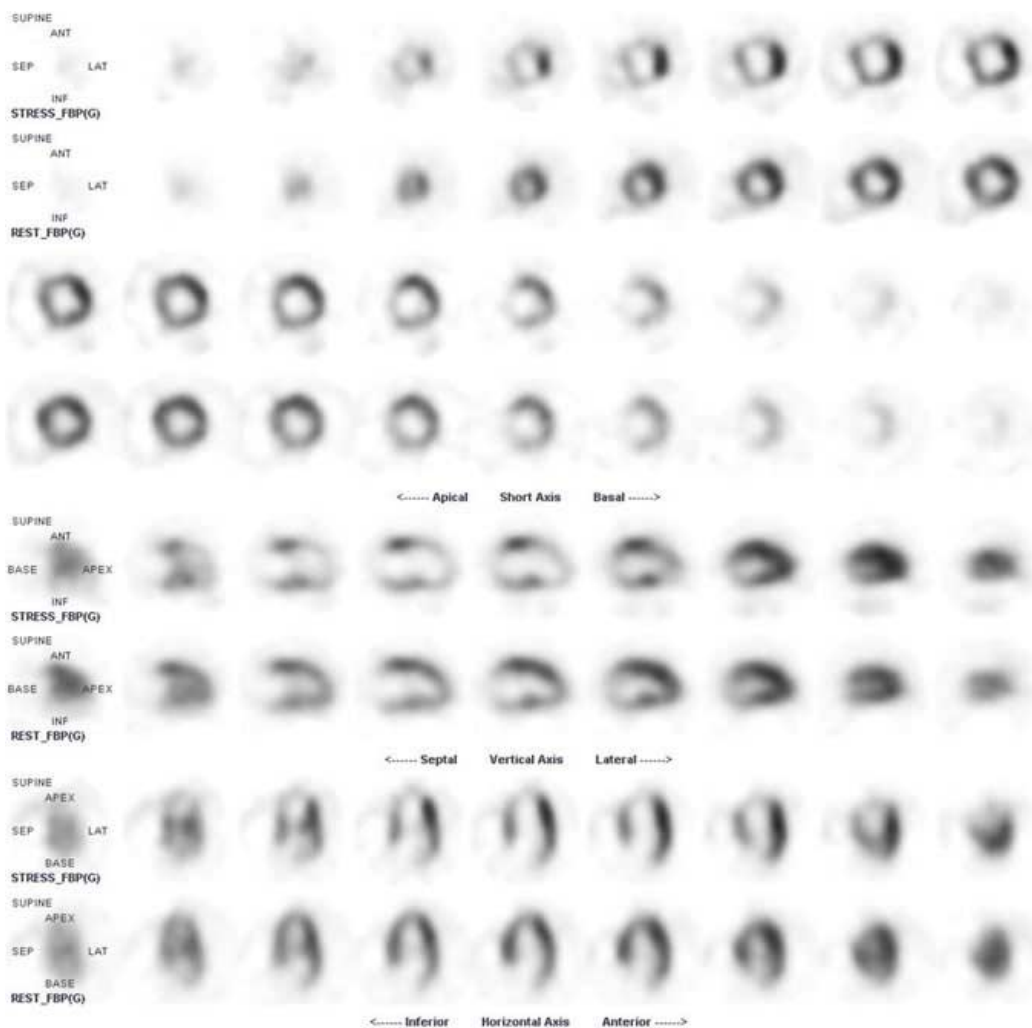 SUPINE
ANT
SEP LAT
INF
STRESS_FBP(G)
SUPINE
ANT
SEP LAT
INF
REST_FBP(G)
<------ Apical Short Axis Basal ------>
SUPINE
ANT
BASE APEX
INF
STRESS_FBP(G)
SUPINE
ANT
BASE APEX
INF
REST_FBP(G)
<------ Septal Vertical Axis Lateral ------>
SUPINE
APEX
SEP LAT
BASE
STRESS_FBP(G)
SUPINE
APEX
SEP LAT
BASE
REST_FBP(G)
<------ Inferior Horizontal Axis Anterior ------>